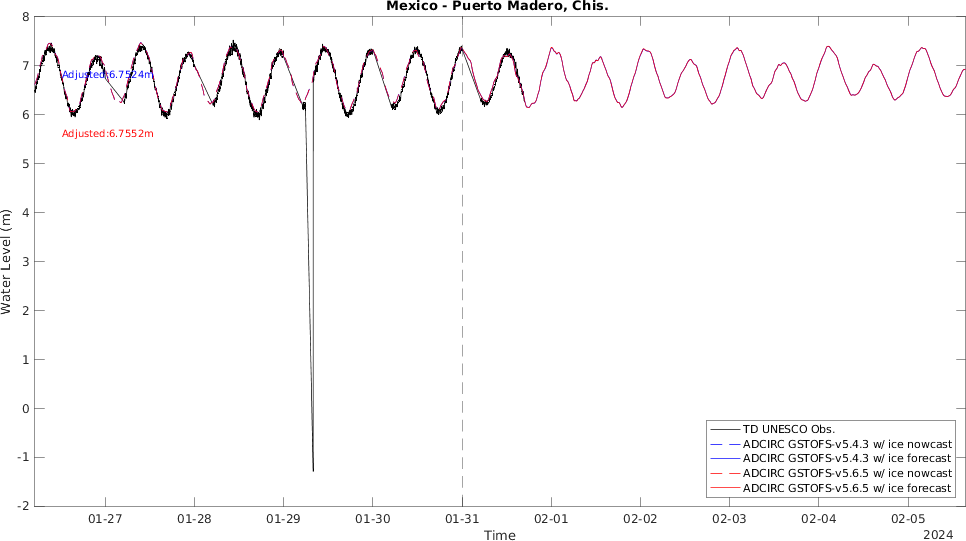 Mexico - Puerto Madero, Chis.
8
7
6
5
4
3
2
1
0
-1
-2
Water Level (m)
Adjusted:6.7524m
Adjusted:6.7552m
TD UNESCO Obs.
ADCIRC GSTOFS-v5.4.3 w/ ice nowcast
ADCIRC GSTOFS-v5.4.3 w/ ice forecast
ADCIRC GSTOFS-v5.6.5 w/ ice nowcast
ADCIRC GSTOFS-v5.6.5 w/ ice forecast
01-27 01-28 01-29 01-30 01-31 02-01 02-02 02-03 02-04 02-05
Time
2024